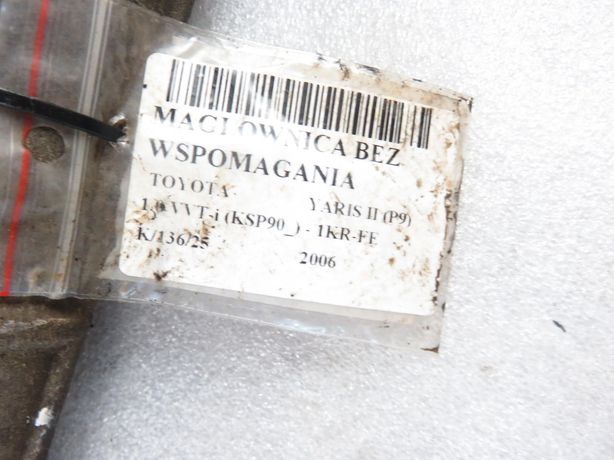 MAGLOWNICA BEZ
WSPOMAGANIA
TOYOTA YARIS II (P9)
1.0 VVT-i (KSP90_) - 1KR-FE
K/136/25 2006